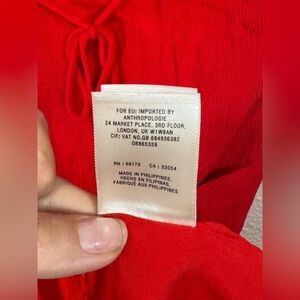 FOR EU: IMPORTED BY
ANTHROPOLOGIE
24 MARKET PLACE, 3RD FLOOR,
LONDON, UK W1W8AN
CIF: VAT NO.GB 684936382
08865359
RN : 66170 CA : 32054
MADE IN PHILIPPINES,
HECHO EN FILIPINAS,
FABRIQUÉ AUX PHILIPPINES